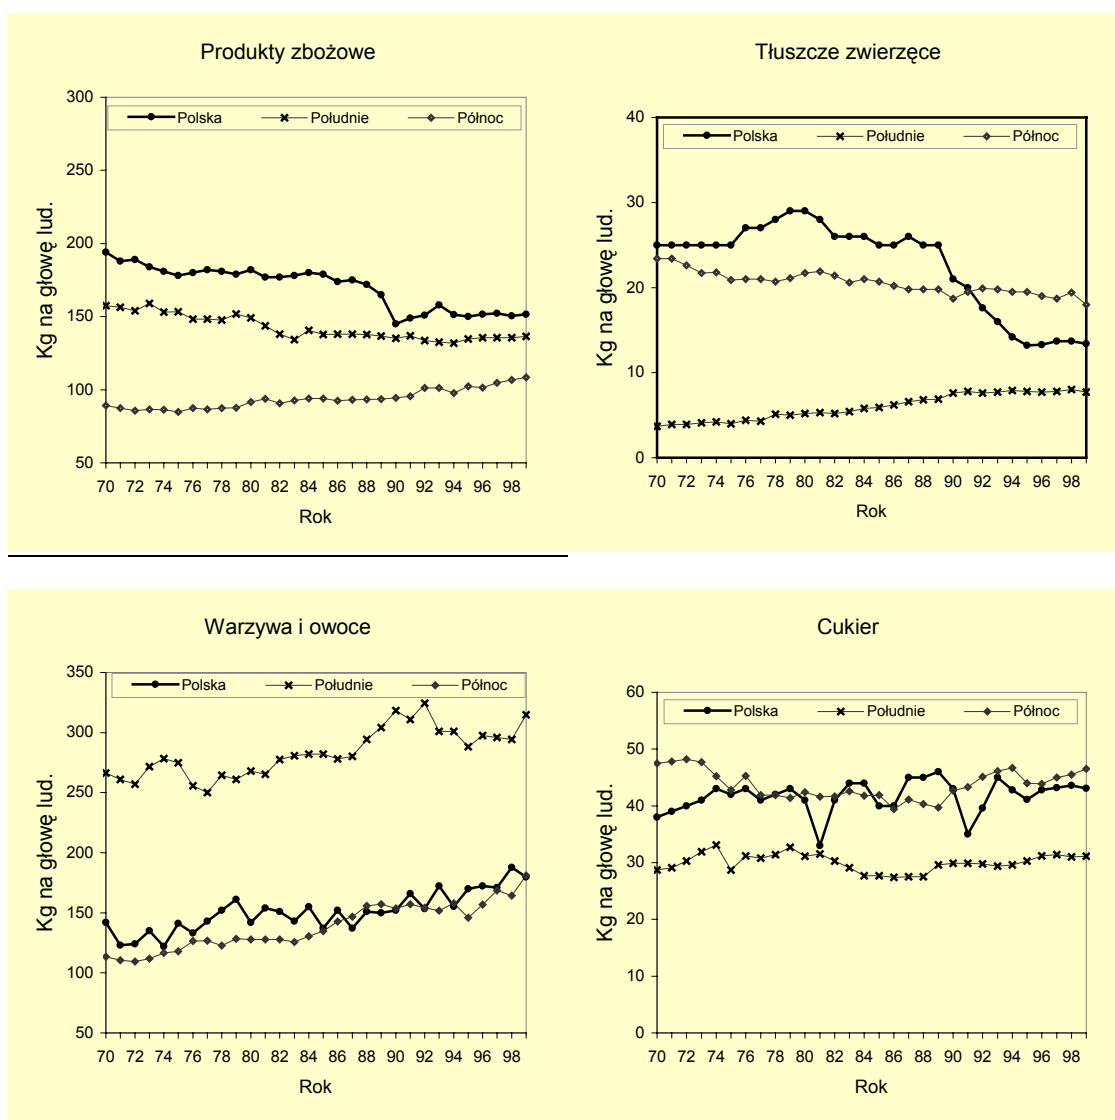 Produkty zbożowe
Kg na głowę lud.
300
250
200
150
100
50
Polska Południe Północ
70 72 74 76 78 80 82 84 86 88 90 92 94 96 98
Rok
Tłuszcze zwierzęce
Kg na głowę lud.
40
30
20
10
0
Polska Południe Północ
70 72 74 76 78 80 82 84 86 88 90 92 94 96 98
Rok
Warzywa i owoce
Kg na głowę lud.
350
300
250
200
150
100
50
Polska Południe Północ
70 72 74 76 78 80 82 84 86 88 90 92 94 96 98
Rok
Cukier
Kg na głowę lud.
60
50
40
30
20
10
0
Polska Południe Północ
70 72 74 76 78 80 82 84 86 88 90 92 94 96 98
Rok